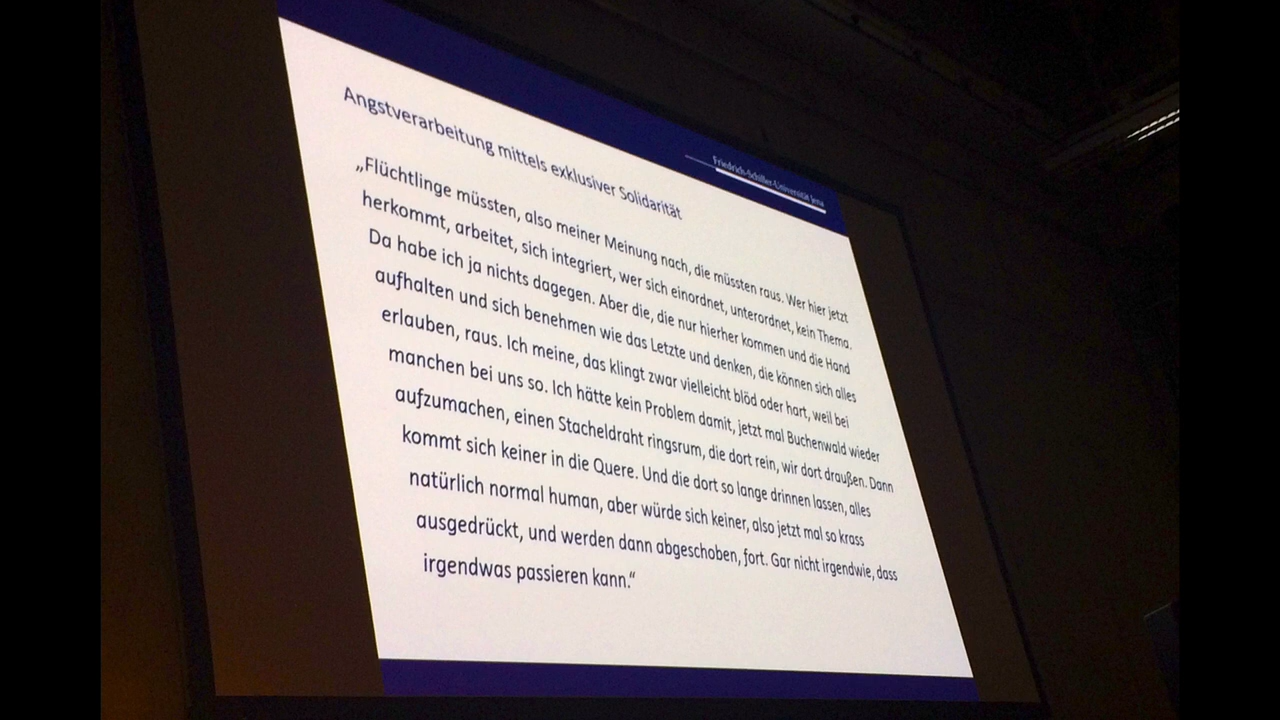 Friedrich-Schiller-Universität Jena
Angstverarbeitung mittels exklusiver Solidarität
„Flüchtlinge müssten, also meiner Meinung nach, die müssten raus. Wer hier jetzt
herkommt, arbeitet, sich integriert, wer sich einordnet, unterordnet, kein Thema.
Da habe ich ja nichts dagegen. Aber die, die nur hierher kommen und die Hand
aufhalten und sich benehmen wie das Letzte und denken, die können sich alles
erlauben, raus. Ich meine, das klingt zwar vielleicht blöd oder hart, weil bei
manchen bei uns so. Ich hätte kein Problem damit, jetzt mal Buchenwald wieder
aufzumachen, einen Stacheldraht ringsrum, die dort rein, wir dort draußen. Dann
kommt sich keiner in die Quere. Und die dort so lange drinnen lassen, alles
natürlich normal human, aber würde sich keiner, also jetzt mal so krass
ausgedrückt, und werden dann abgeschoben, fort. Gar nicht irgendwie, dass
irgendwas passieren kann.“